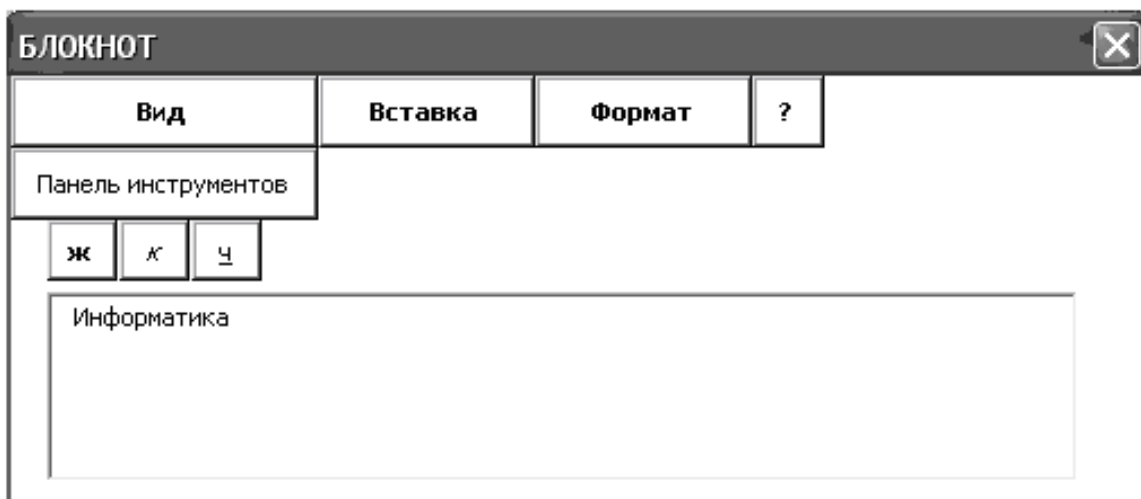 БЛОКНОТ
Вид Вставка Формат ?
Панель инструментов
ж к ч
Информатика